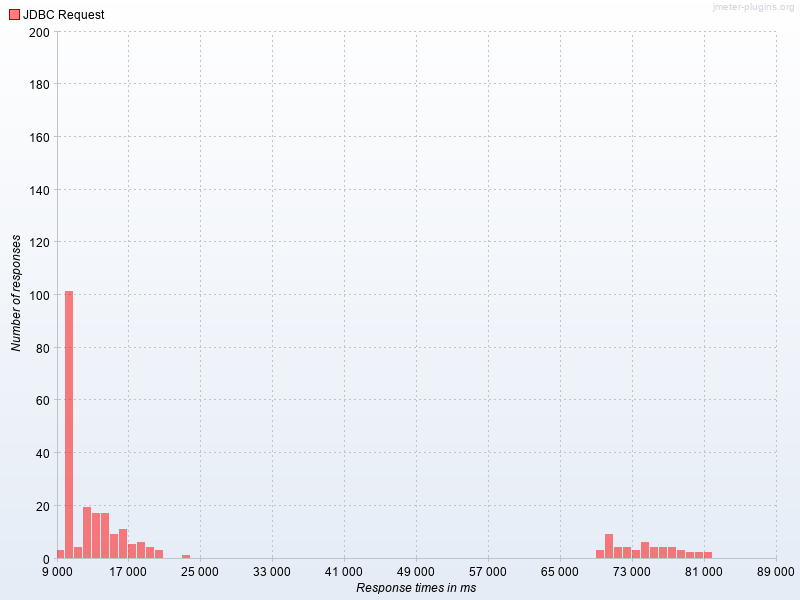 jmeter-plugins.org
JDBC Request
200
180
160
140
120
100
80
60
40
20
0
Number of responses
9 000 17 000 25 000 33 000 41 000 49 000 57 000 65 000 73 000 81 000 89 000
Response times in ms